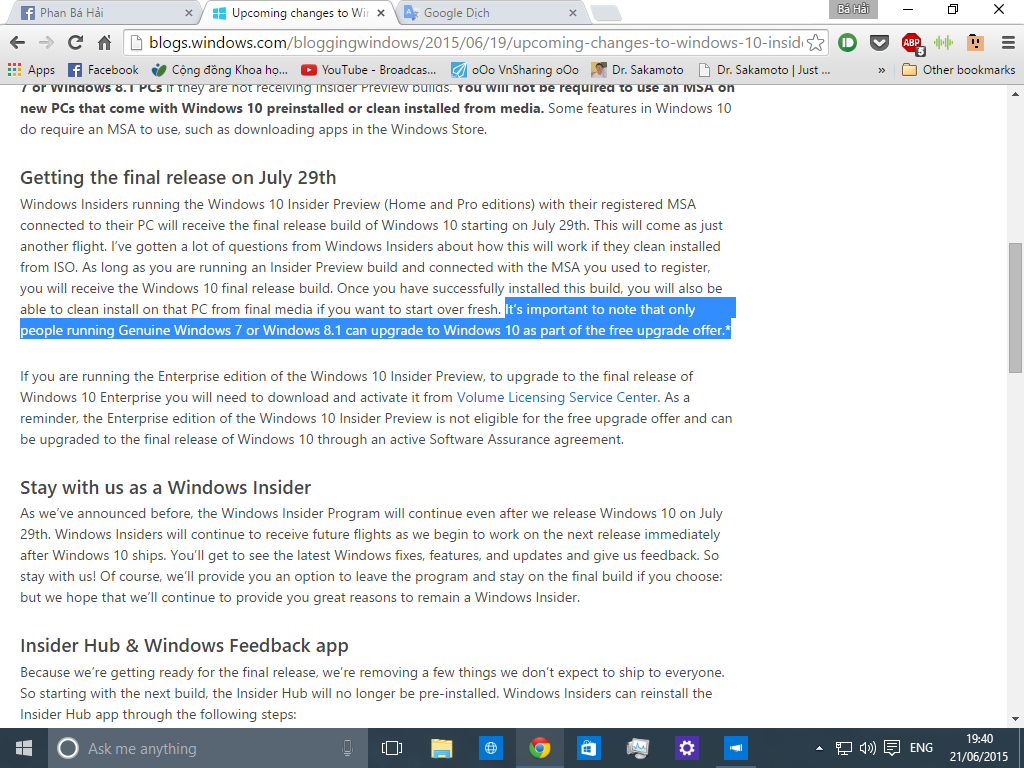 Phan Bá Hải
Upcoming changes to Win
Google Dịch
Bá Hải
blogs.windows.com/bloggingwindows/2015/06/19/upcoming-changes-to-windows-10-insid
ABP
5
Apps
Facebook
Cộng đồng Khoa họ...
YouTube - Broadcas...
oOo VnSharing oOo
Dr. Sakamoto
Dr. Sakamoto | Just ...
»
Other bookmarks
7 or Windows 8.1 PCs if they are not receiving Insider Preview builds. You will not be required to use an MSA on
new PCs that come with Windows 10 preinstalled or clean installed from media. Some features in Windows 10
do require an MSA to use, such as downloading apps in the Windows Store.
Getting the final release on July 29th
Windows Insiders running the Windows 10 Insider Preview (Home and Pro editions) with their registered MSA
connected to their PC will receive the final release build of Windows 10 starting on July 29th. This will come as just
another flight. I've gotten a lot of questions from Windows Insiders about how this will work if they clean installed
from ISO. As long as you are running an Insider Preview build and connected with the MSA you used to register,
you will receive the Windows 10 final release build. Once you have successfully installed this build, you will also be
able to clean install on that PC from final media if you want to start over fresh. It's important to note that only
people running Genuine Windows 7 or Windows 8.1 can upgrade to Windows 10 as part of the free upgrade offer.*
If you are running the Enterprise edition of the Windows 10 Insider Preview, to upgrade to the final release of
Windows 10 Enterprise you will need to download and activate it from Volume Licensing Service Center. As a
reminder, the Enterprise edition of the Windows 10 Insider Preview is not eligible for the free upgrade offer and can
be upgraded to the final release of Windows 10 through an active Software Assurance agreement.
Stay with us as a Windows Insider
As we've announced before, the Windows Insider Program will continue even after we release Windows 10 on July
29th. Windows Insiders will continue to receive future flights as we begin to work on the next release immediately
after Windows 10 ships. You'll get to see the latest Windows fixes, features, and updates and give us feedback. So
stay with us! Of course, we'll provide you an option to leave the program and stay on the final build if you choose:
but we hope that we'll continue to provide you great reasons to remain a Windows Insider.
Insider Hub & Windows Feedback app
Because we're getting ready for the final release, we're removing a few things we don't expect to ship to everyone.
So starting with the next build, the Insider Hub will no longer be pre-installed. Windows Insiders can reinstall the
Insider Hub app through the following steps:
Ask me anything
ENG
19:40
21/06/2015